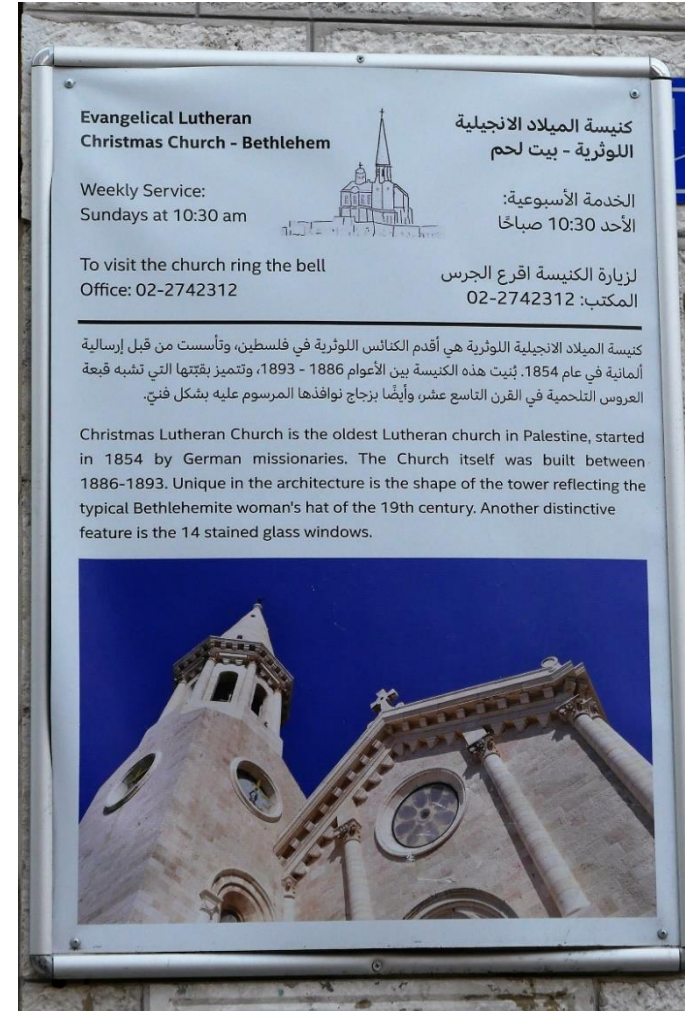 Evangelical Lutheran
Christmas Church - Bethlehem
Weekly Service:
Sundays at 10:30 am
To visit the church ring the bell
Office: 02-2742312
كنيسة الميلاد الانجيلية
اللوثرية - بيت لحم
الخدمة الأسبوعية:
الأحد 10:30 صباحًا
لزيارة الكنيسة اقرع الجرس
المكتب: 02-2742312
كنيسة الميلاد الانجيلية اللوثرية هي أقدم الكنائس اللوثرية في فلسطين، وتأسست من قبل إرسالية
ألمانية في عام 1854. بُنيت هذه الكنيسة بين الأعوام 1886 - 1893، وتتميز بقبّتها التي تشبه قبعة
العروس التلحمية في القرن التاسع عشر، وأيضًا بزجاج نوافذها المرسوم عليه بشكل فنيّ.
Christmas Lutheran Church is the oldest Lutheran church in Palestine, started
in 1854 by German missionaries. The Church itself was built between
1886-1893. Unique in the architecture is the shape of the tower reflecting the
typical Bethlehemite woman's hat of the 19th century. Another distinctive
feature is the 14 stained glass windows.